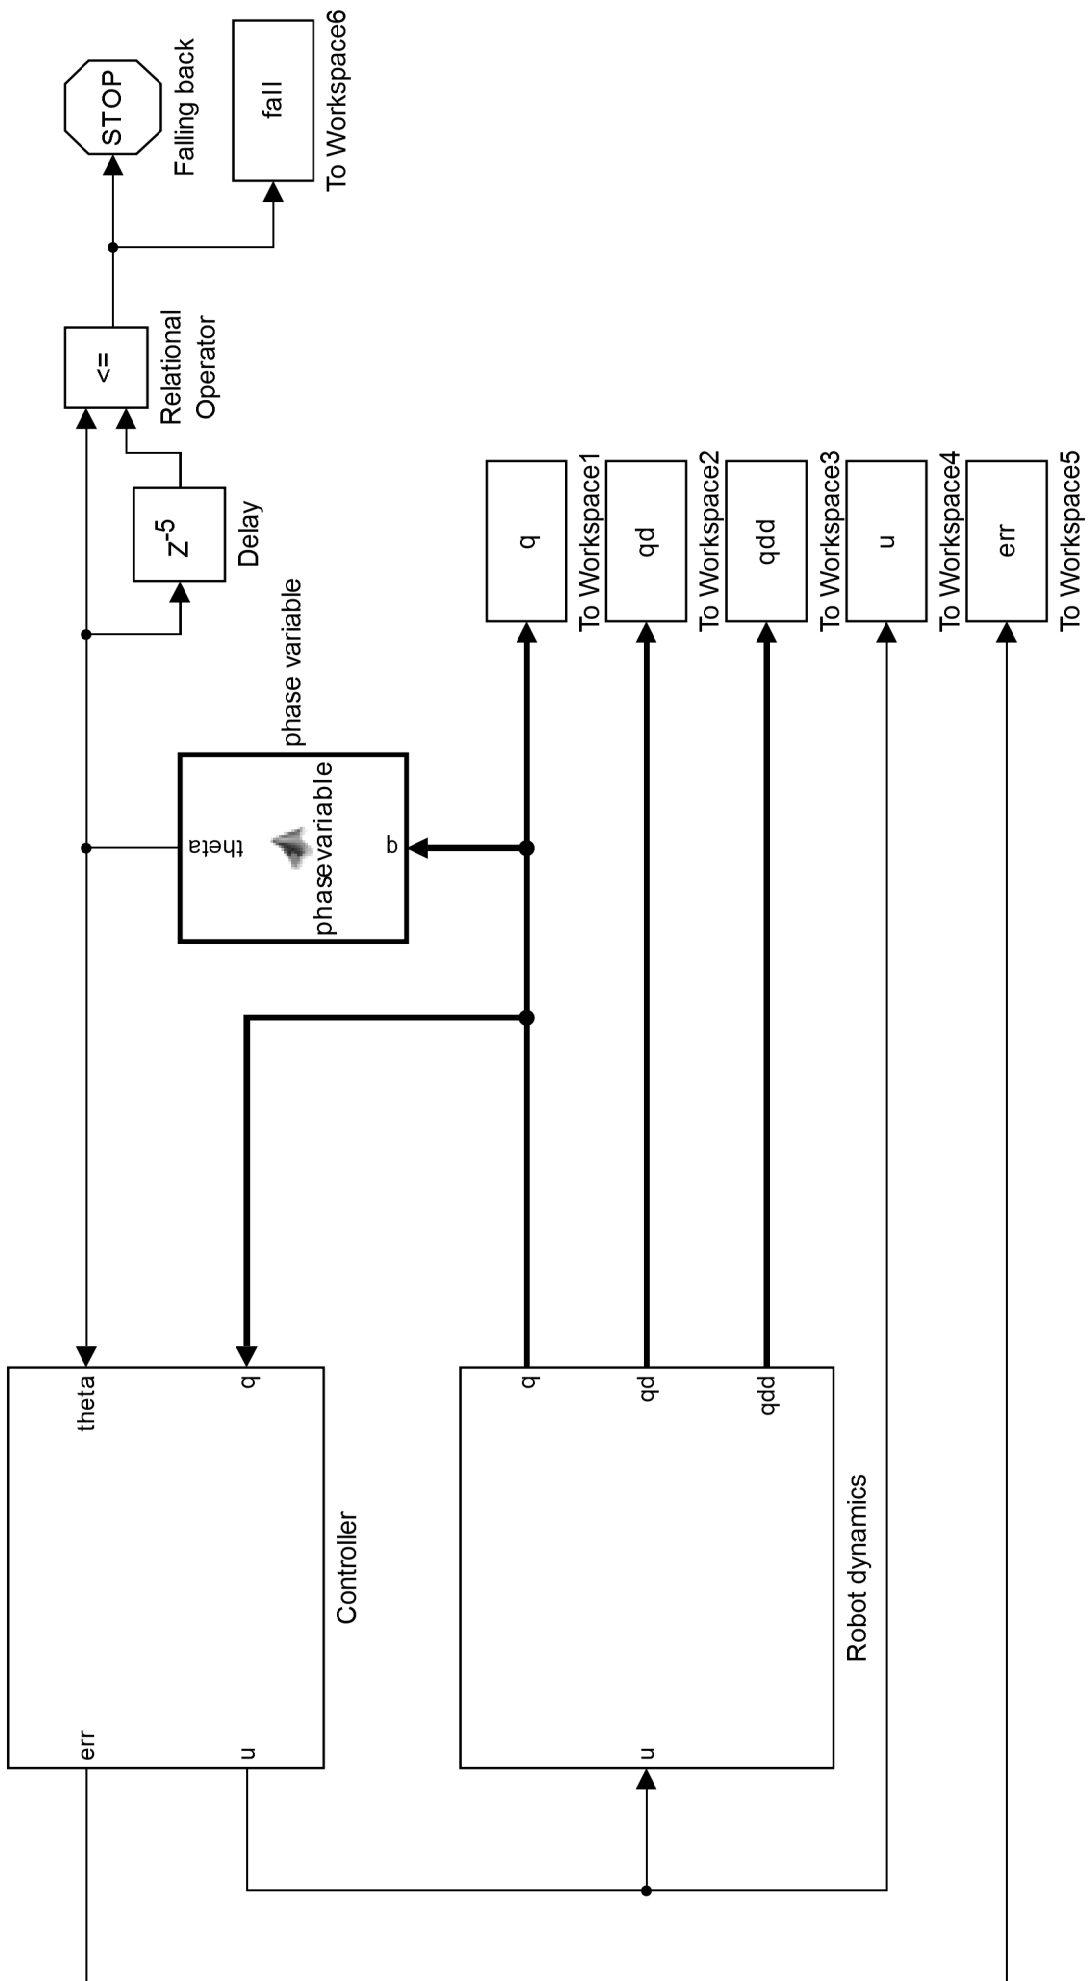 err
theta
u
q
Controller
u
q
qd
qdd
Robot dynamics
theta
phasevariable
q
phase variable
z-5
Delay
<=
Relational
Operator
STOP
Falling back
fall
To Workspace6
q
To Workspace1
qd
To Workspace2
qdd
To Workspace3
u
To Workspace4
err
To Workspace5